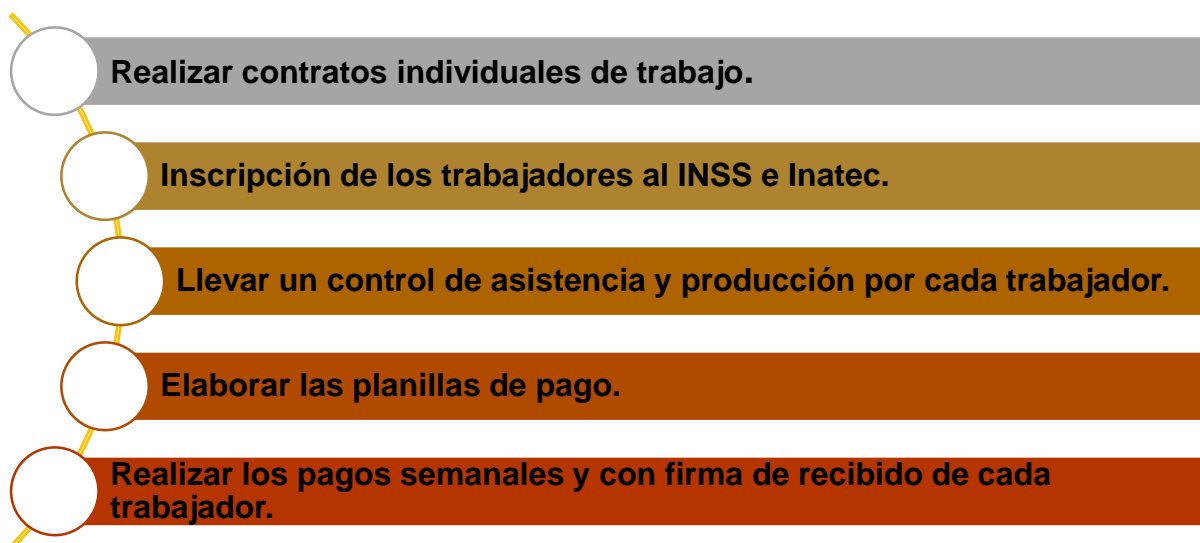 Realizar contratos individuales de trabajo.
Inscripción de los trabajadores al INSS e Inatec.
Llevar un control de asistencia y producción por cada trabajador.
Elaborar las planillas de pago.
Realizar los pagos semanales y con firma de recibido de cada
trabajador.